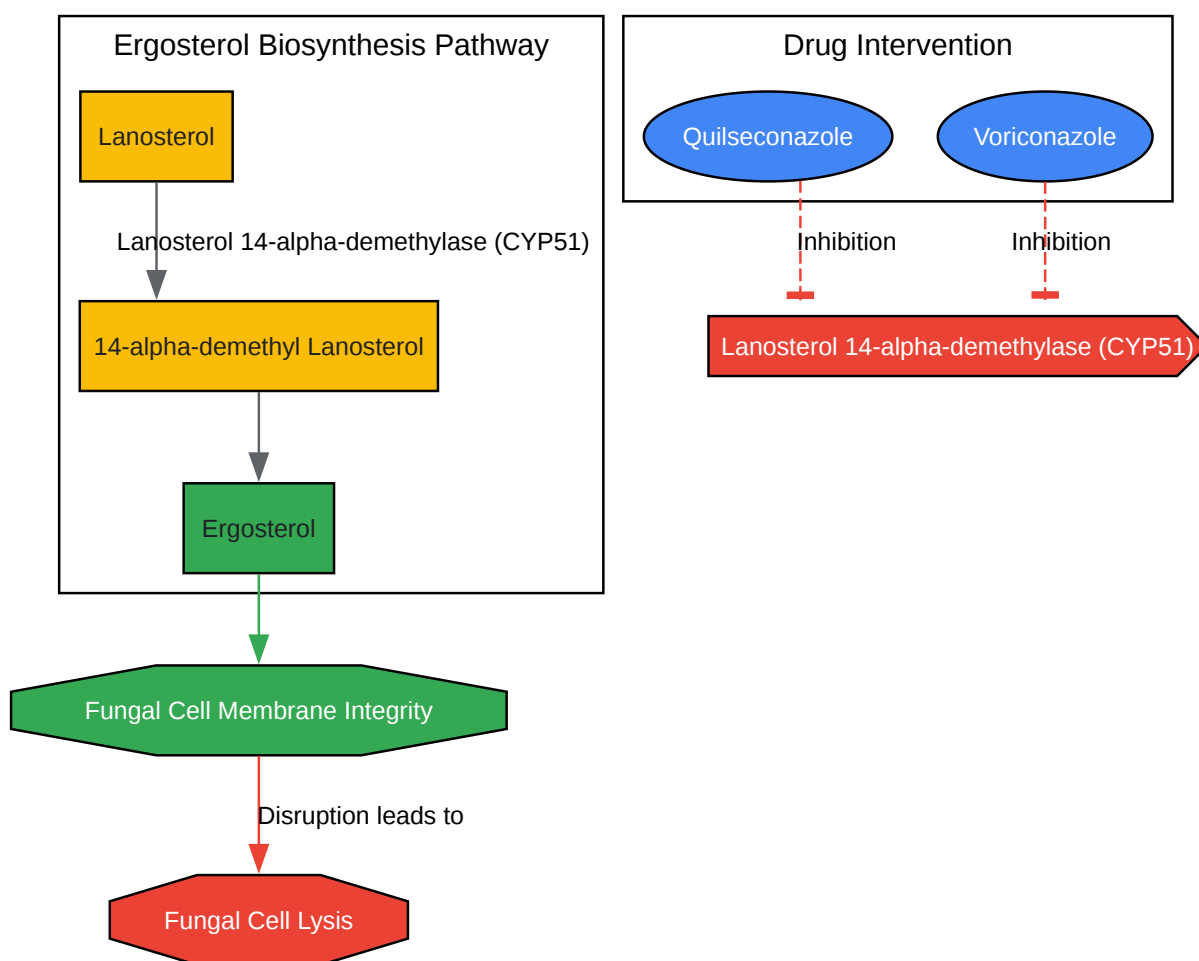 Ergosterol Biosynthesis Pathway
Lanosterol
Lanosterol 14-alpha-demethylase (CYP51)
14-alpha-demethyl Lanosterol
Ergosterol
Fungal Cell Membrane Integrity
Disruption leads to
Fungal Cell Lysis
Drug Intervention
Quilseconazole
Voriconazole
Inhibition
Inhibition
Lanosterol 14-alpha-demethylase (CYP51)